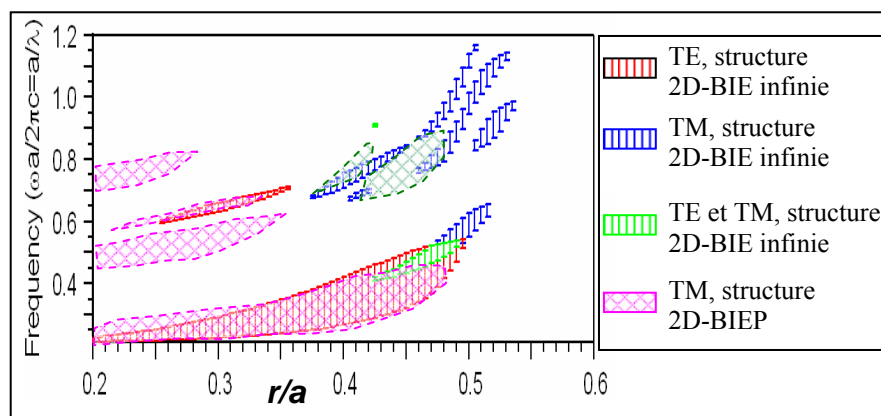 Frequency (ωa/2πc=a/λ)
1.2
1.0
0.8
0.6
0.4
0.2
0.3
0.4
0.5
0.6
r/a
TE, structure
2D-BIE infinie
TM, structure
2D-BIE infinie
TE et TM, structure
2D-BIE infinie
TM, structure
2D-BIEP